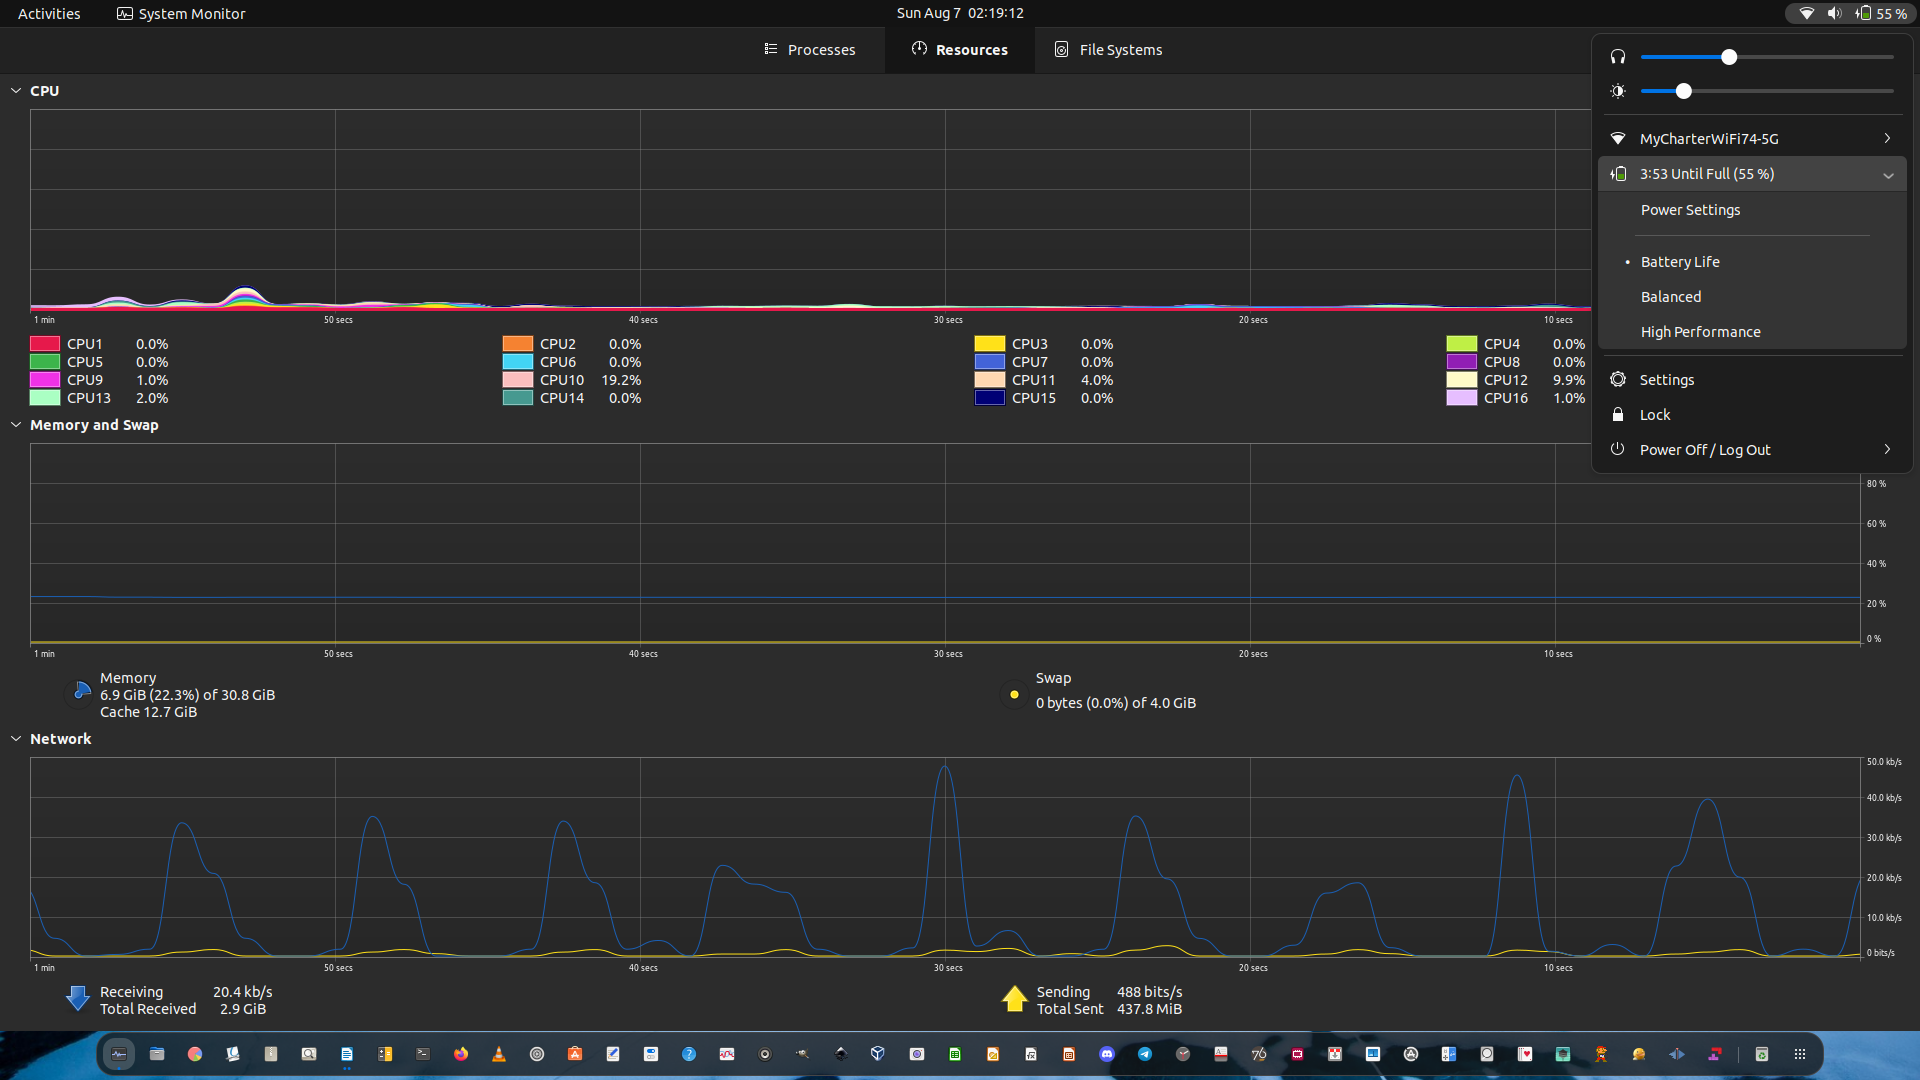 Activities
System Monitor
Sun Aug 7 02:19:12
55 %
Processes
Resources
File Systems
MyCharterWiFi74-5G
3:53 Until Full (55 %)
Power Settings
Battery Life
Balanced
High Performance
Settings
Lock
Power Off / Log Out
CPU
1 min 50 secs 40 secs 30 secs 20 secs 10 secs
CPU1 0.0% CPU2 0.0% CPU3 0.0% CPU4 0.0%
CPU5 0.0% CPU6 0.0% CPU7 0.0% CPU8 0.0%
CPU9 1.0% CPU10 19.2% CPU11 4.0% CPU12 9.9%
CPU13 2.0% CPU14 0.0% CPU15 0.0% CPU16 1.0%
Memory and Swap
80 %
60 %
40 %
20 %
0 %
1 min 50 secs 40 secs 30 secs 20 secs 10 secs
Memory
6.9 GiB (22.3%) of 30.8 GiB
Cache 12.7 GiB
Swap
0 bytes (0.0%) of 4.0 GiB
Network
50.0 kb/s
40.0 kb/s
30.0 kb/s
20.0 kb/s
10.0 kb/s
0 bits/s
1 min 50 secs 40 secs 30 secs 20 secs 10 secs
Receiving 20.4 kb/s
Total Received 2.9 GiB
Sending 488 bits/s
Total Sent 437.8 MiB
76